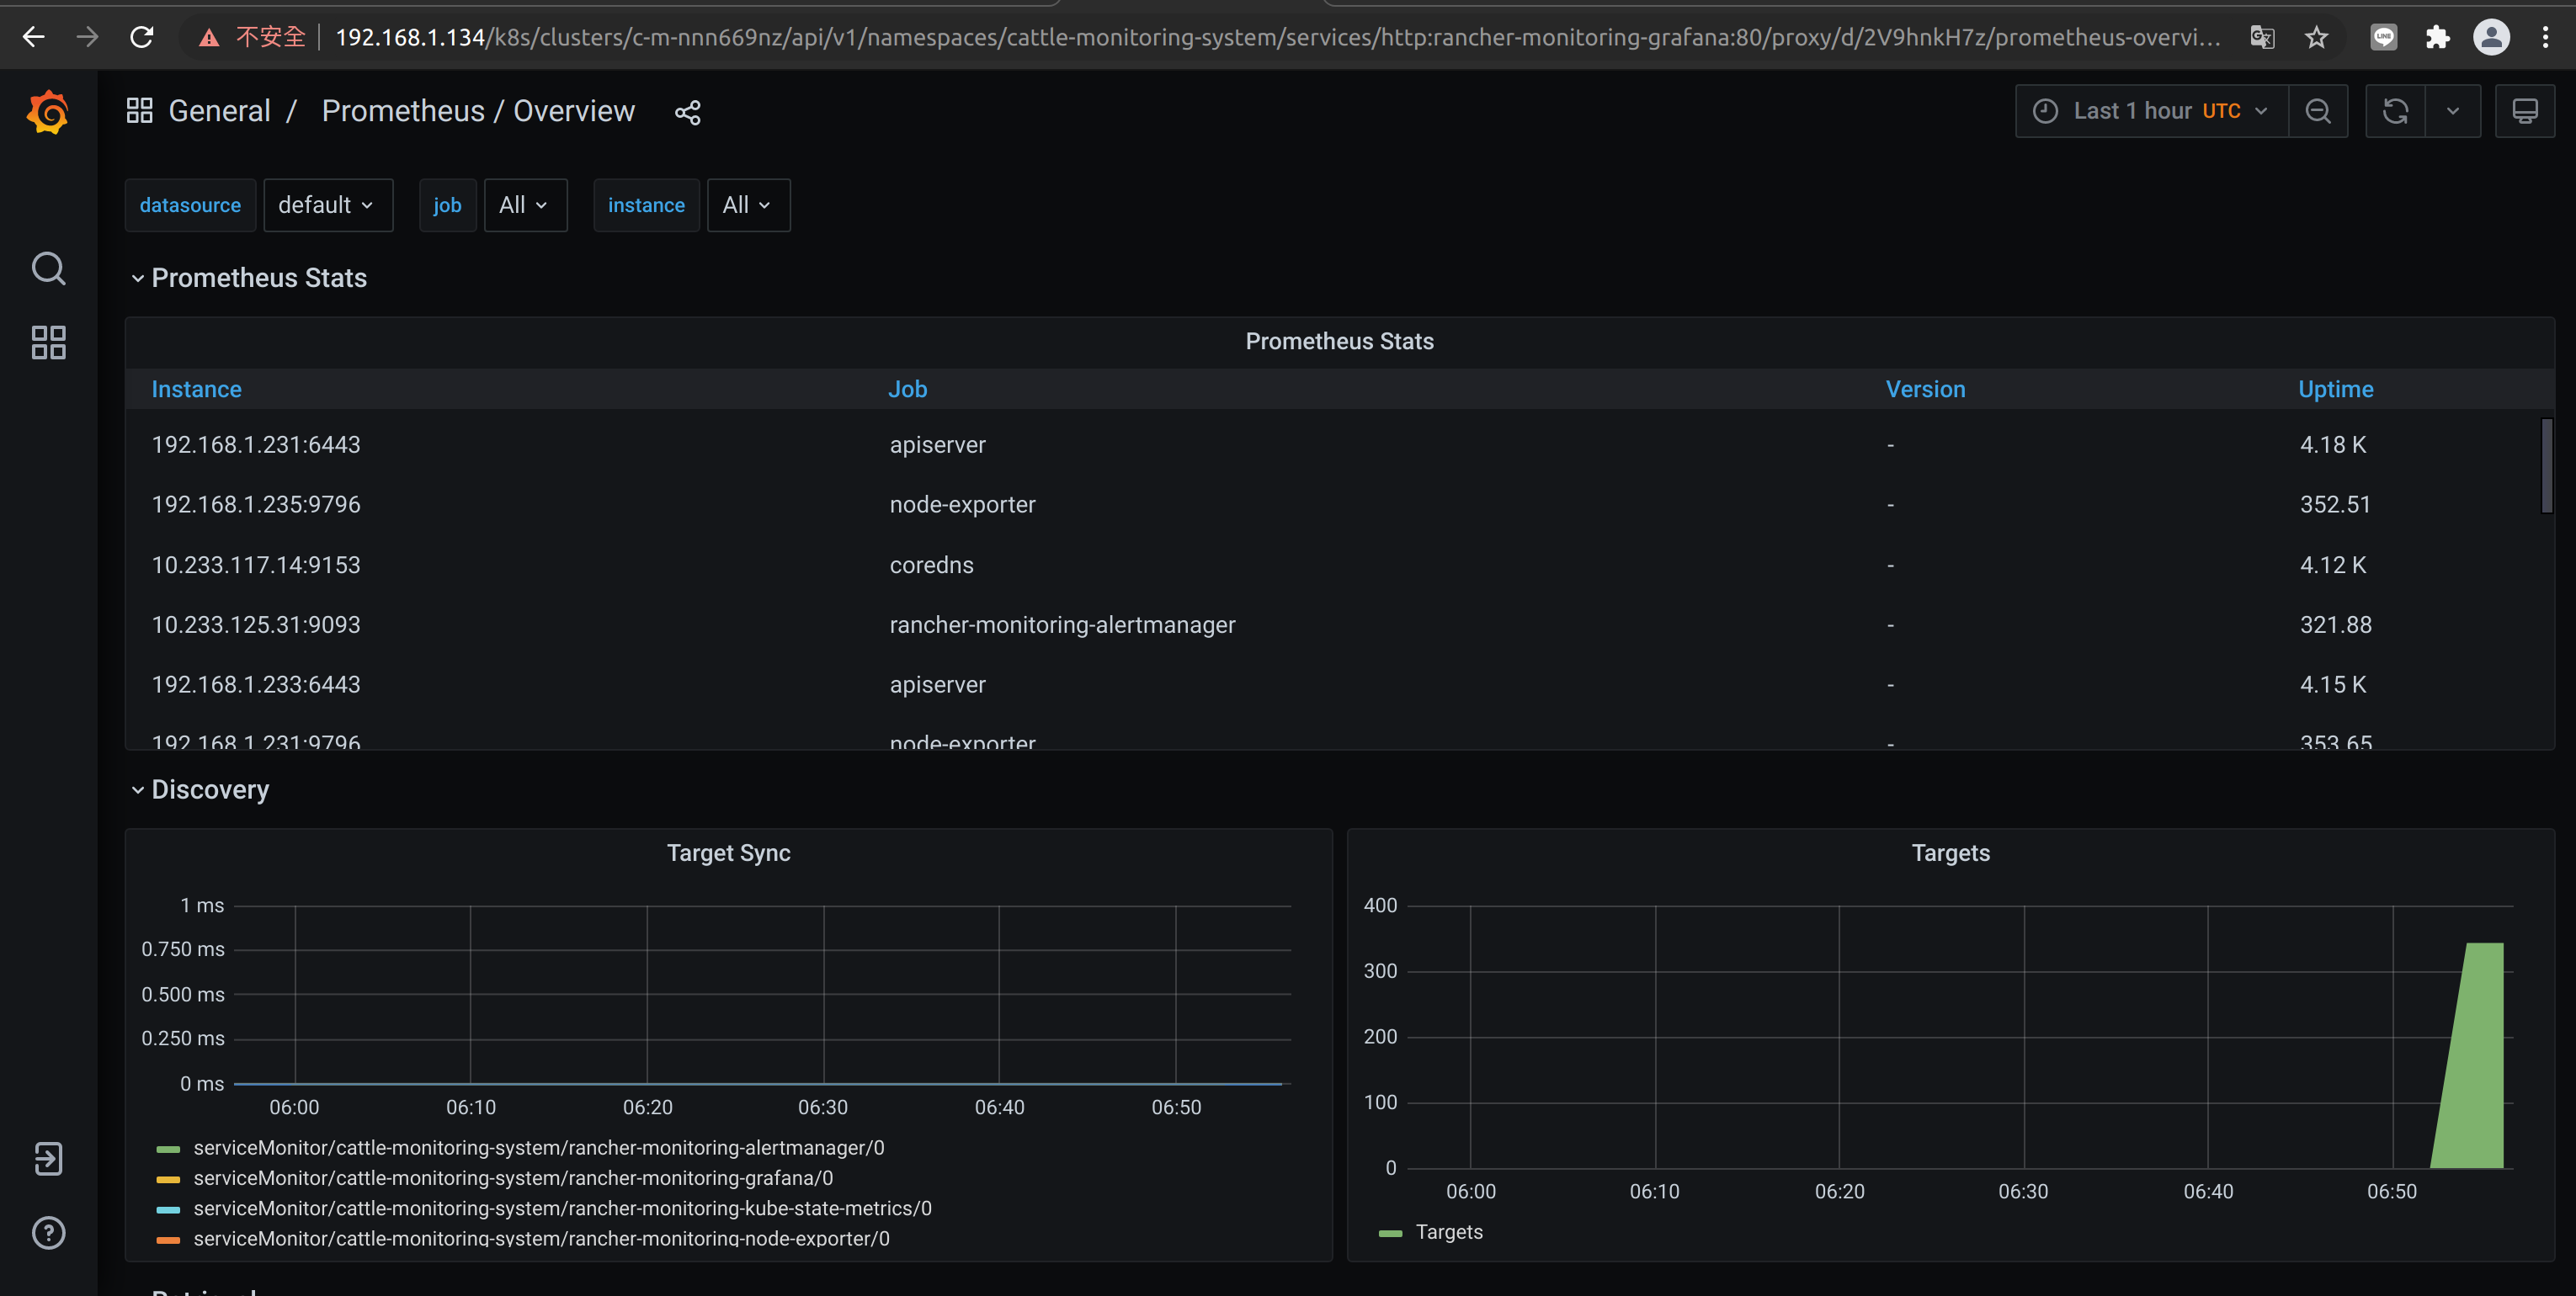 不安全 192.168.1.134/k8s/clusters/c-m-nnn669nz/api/v1/namespaces/cattle-monitoring-system/services/http:rancher-monitoring-grafana:80/proxy/d/2V9hnkH7z/prometheus-overvi...
General / Prometheus / Overview
Last 1 hour UTC
datasource default job All instance All
Prometheus Stats
Prometheus Stats
Instance Job Version Uptime
192.168.1.231:6443 apiserver - 4.18 K
192.168.1.235:9796 node-exporter - 352.51
10.233.117.14:9153 coredns - 4.12 K
10.233.125.31:9093 rancher-monitoring-alertmanager - 321.88
192.168.1.233:6443 apiserver - 4.15 K
192.168.1.231:9796 node-exporter - 353.65
Discovery
Target Sync
1 ms
0.750 ms
0.500 ms
0.250 ms
0 ms
06:00 06:10 06:20 06:30 06:40 06:50
serviceMonitor/cattle-monitoring-system/rancher-monitoring-alertmanager/0
serviceMonitor/cattle-monitoring-system/rancher-monitoring-grafana/0
serviceMonitor/cattle-monitoring-system/rancher-monitoring-kube-state-metrics/0
serviceMonitor/cattle-monitoring-system/rancher-monitoring-node-exporter/0
Targets
400
300
200
100
0
06:00 06:10 06:20 06:30 06:40 06:50
Targets